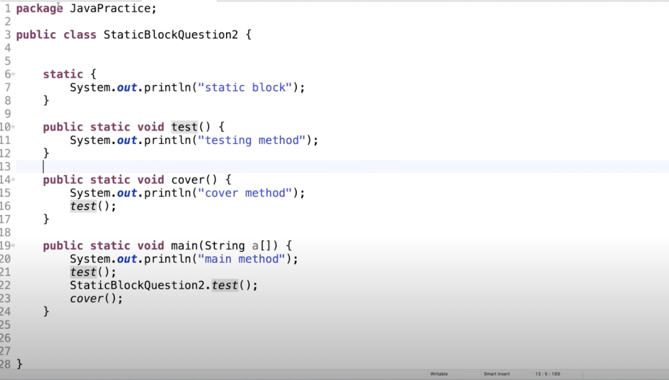 1 package JavaPractice;
2
3 public class StaticBlockQuestion2 {
4
5
6 static {
7 System.out.println("static block");
8 }
9
10 public static void test() {
11 System.out.println("testing method");
12 }
13
14 public static void cover() {
15 System.out.println("cover method");
16 test();
17 }
18
19 public static void main(String a[]) {
20 System.out.println("main method");
21 test();
22 StaticBlockQuestion2.test();
23 cover();
24 }
25
26
27
28 }
Writable Smart Insert 13 : 5 : 189